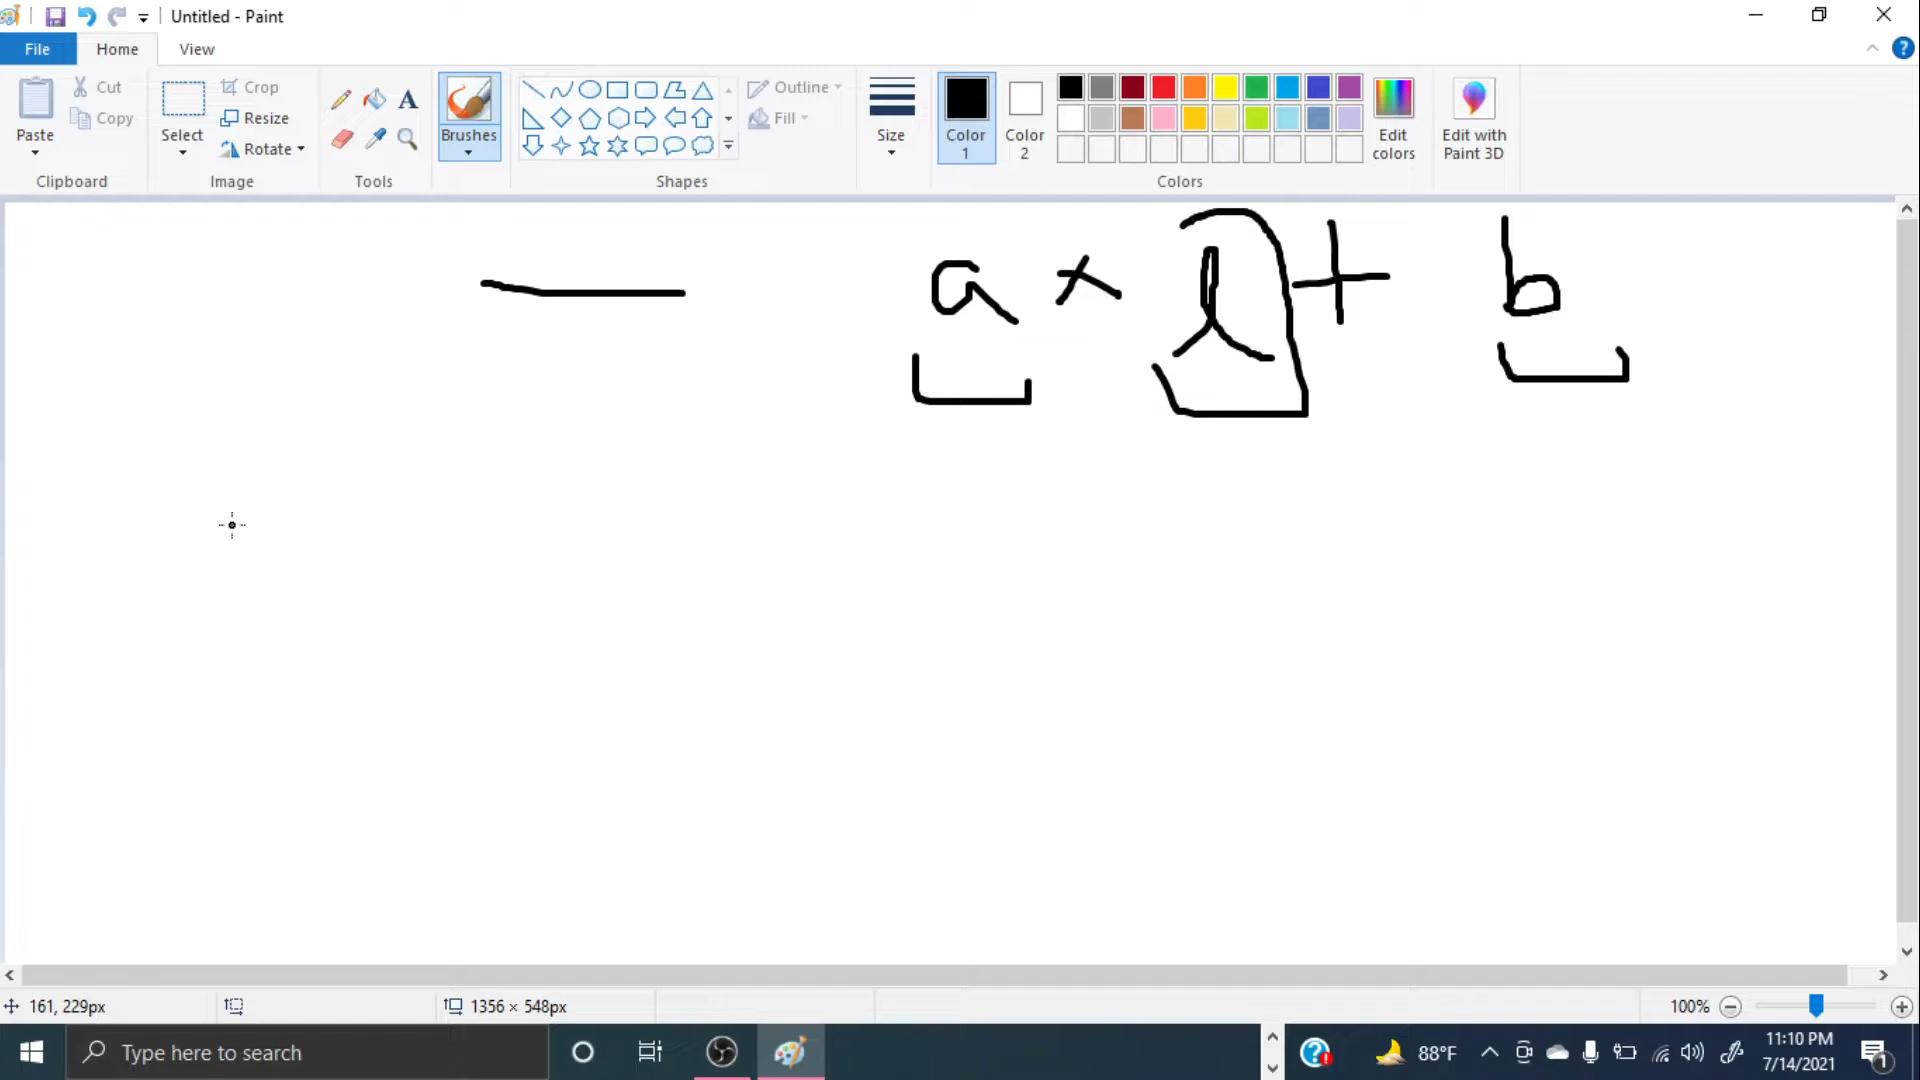 Untitled - Paint
File Home View
Paste
Cut
Copy
Clipboard
Select
Crop
Resize
Rotate
Image
Tools
Brushes
Shapes
Outline
Fill
Size
Color 1
Color 2
Edit colors
Colors
Edit with Paint 3D
a × + b
161, 229px
1356 × 548px
100%
Type here to search
88°F
11:10 PM
7/14/2021
1